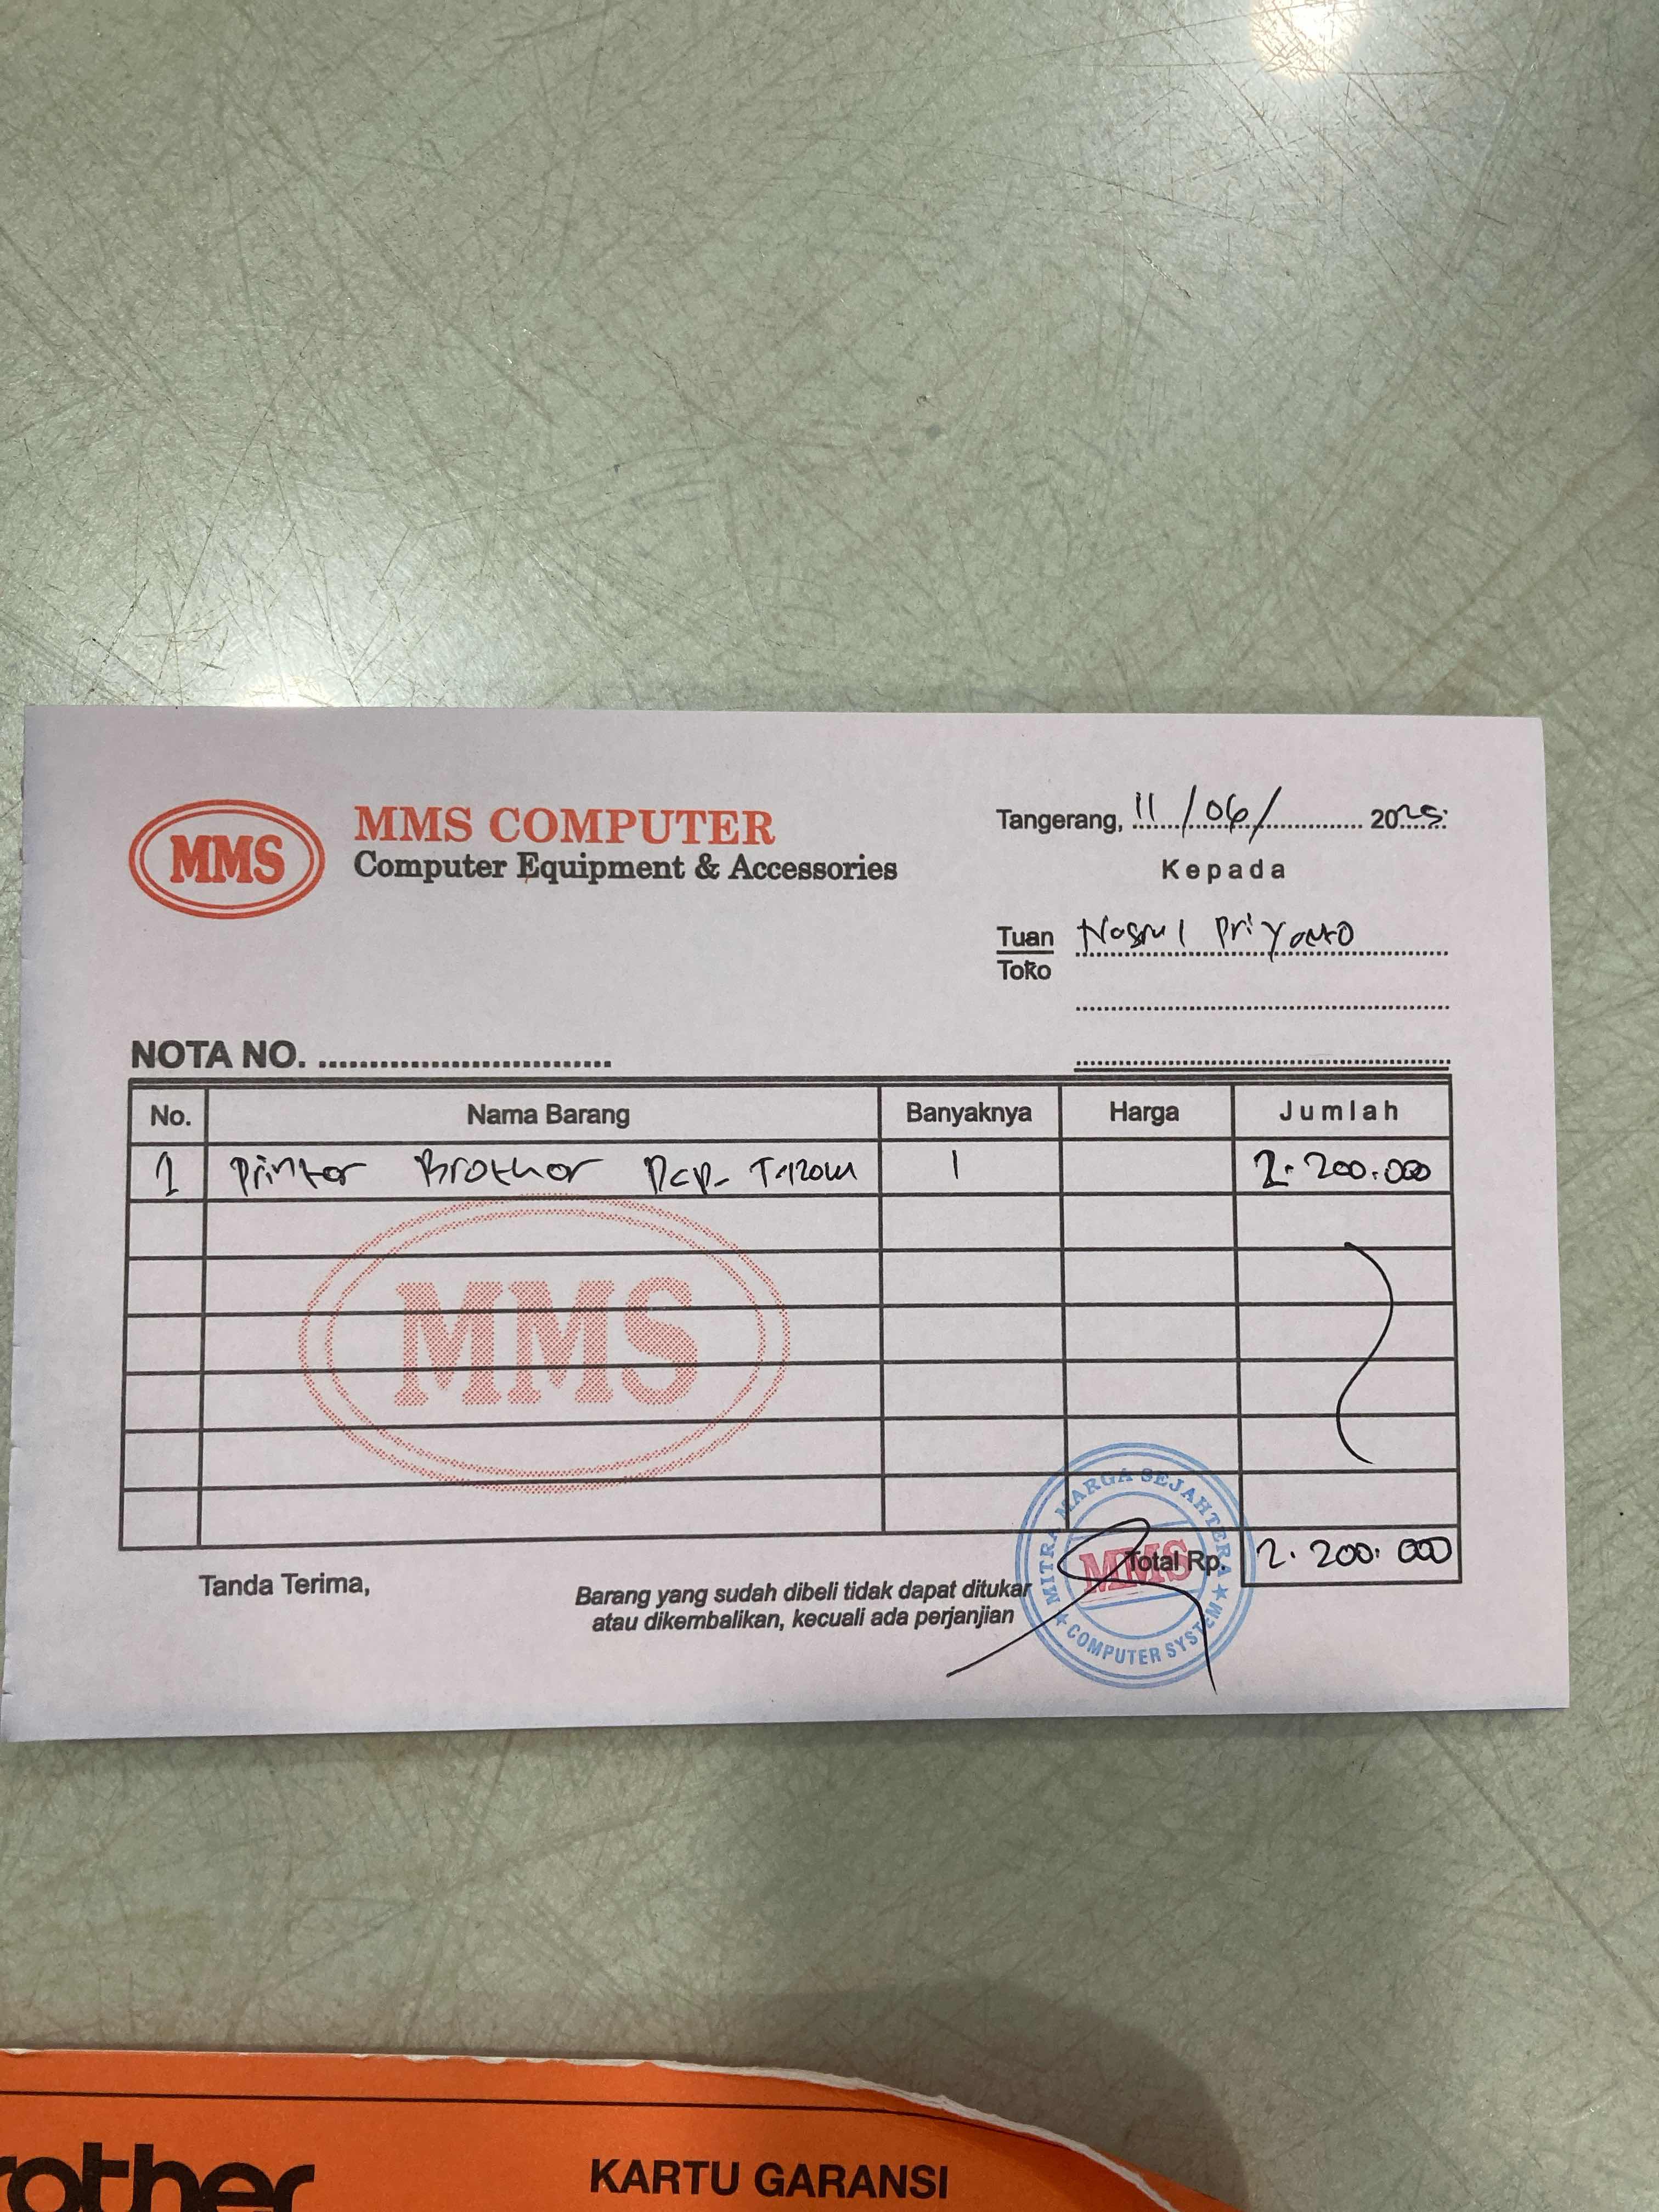 MMS
MMS COMPUTER
Computer Equipment & Accessories
Tangerang, 11/06/ 2025
Kepada
Tuan Priyanto
Toko
NOTA NO.
No. Nama Barang Banyaknya Harga Jumlah
1 Printer Brother DCP- 1 2.200.000
MMS
MITRA MARGA SEJAHTERA
MMS
COMPUTER SYSTEM
Total Rp. 2.200.000
Tanda Terima,
Barang yang sudah dibeli tidak dapat ditukar
atau dikembalikan, kecuali ada perjanjian
rother
KARTU GARANSI